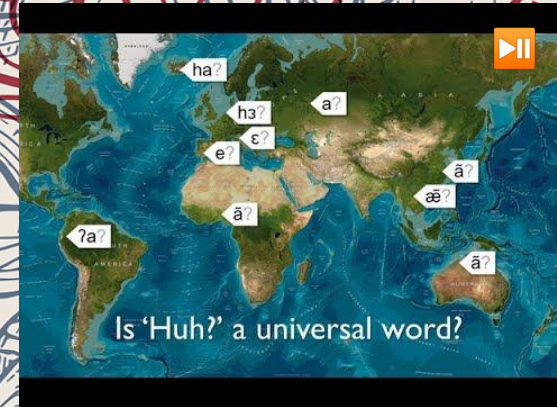 ha?
hɜ?
a?
ɛ?
e?
ã?
æ̃?
ã?
ʔa?
ã?
Is ‘Huh?’ a universal word?